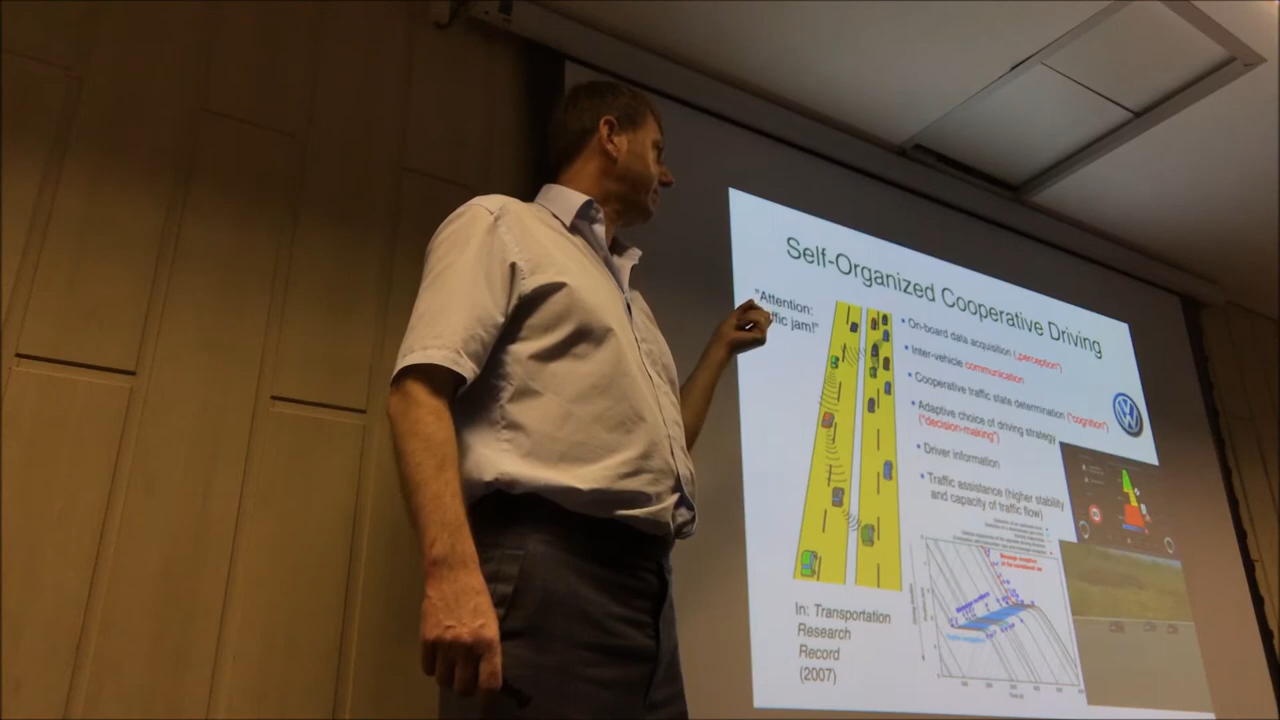 Self-Organized Cooperative Driving
"Attention:
jam!"
• On-board data acquisition („perception")
• Inter-vehicle communication
• Cooperative traffic state determination ("cognition")
• Adaptive choice of driving strategy
("decision-making")
• Driver information
• Traffic assistance (higher stability
and capacity of traffic flow)
In: Transportation
Research
Record
(2007)